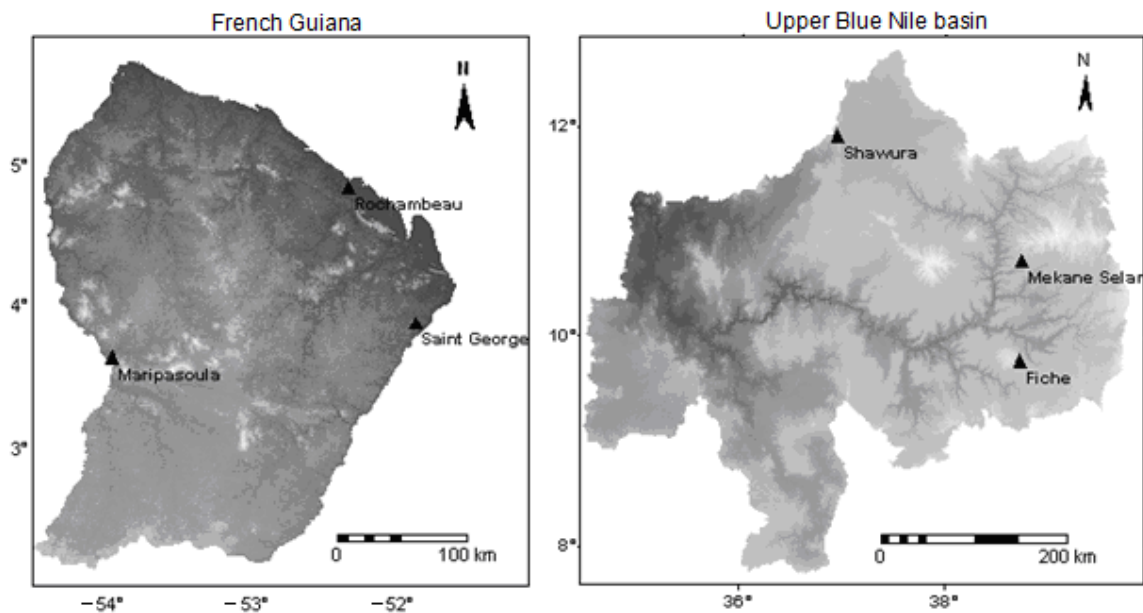 French Guiana
N
5°
Rochambeau
4°
Saint George
Maripasoula
3°
0 100 km
−54° −53° −52°
Upper Blue Nile basin
N
12°
Shawura
Mekane Selar
10°
Fiche
8°
0 200 km
36° 38°